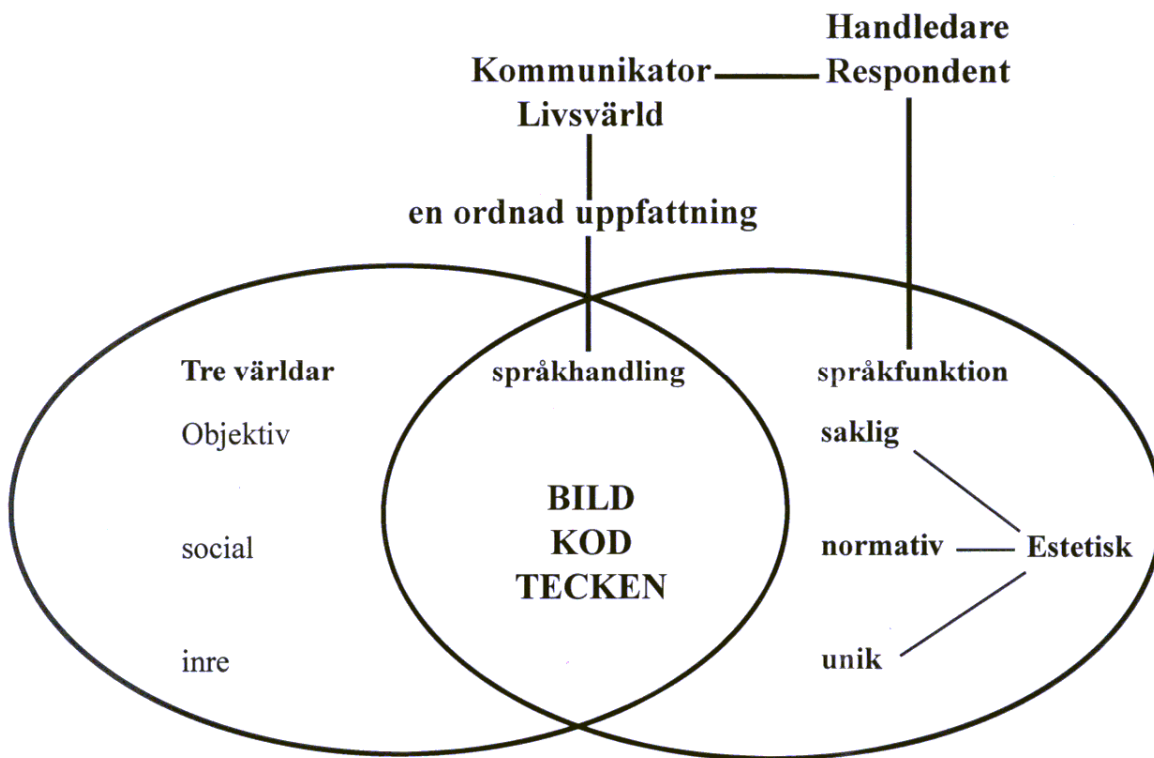 Handledare
Kommunikator Respondent
Livsvärld
en ordnad uppfattning
Tre världar språkhandling språkfunktion
Objektiv saklig
BILD
KOD
social normativ Estetisk
TECKEN
inre unik